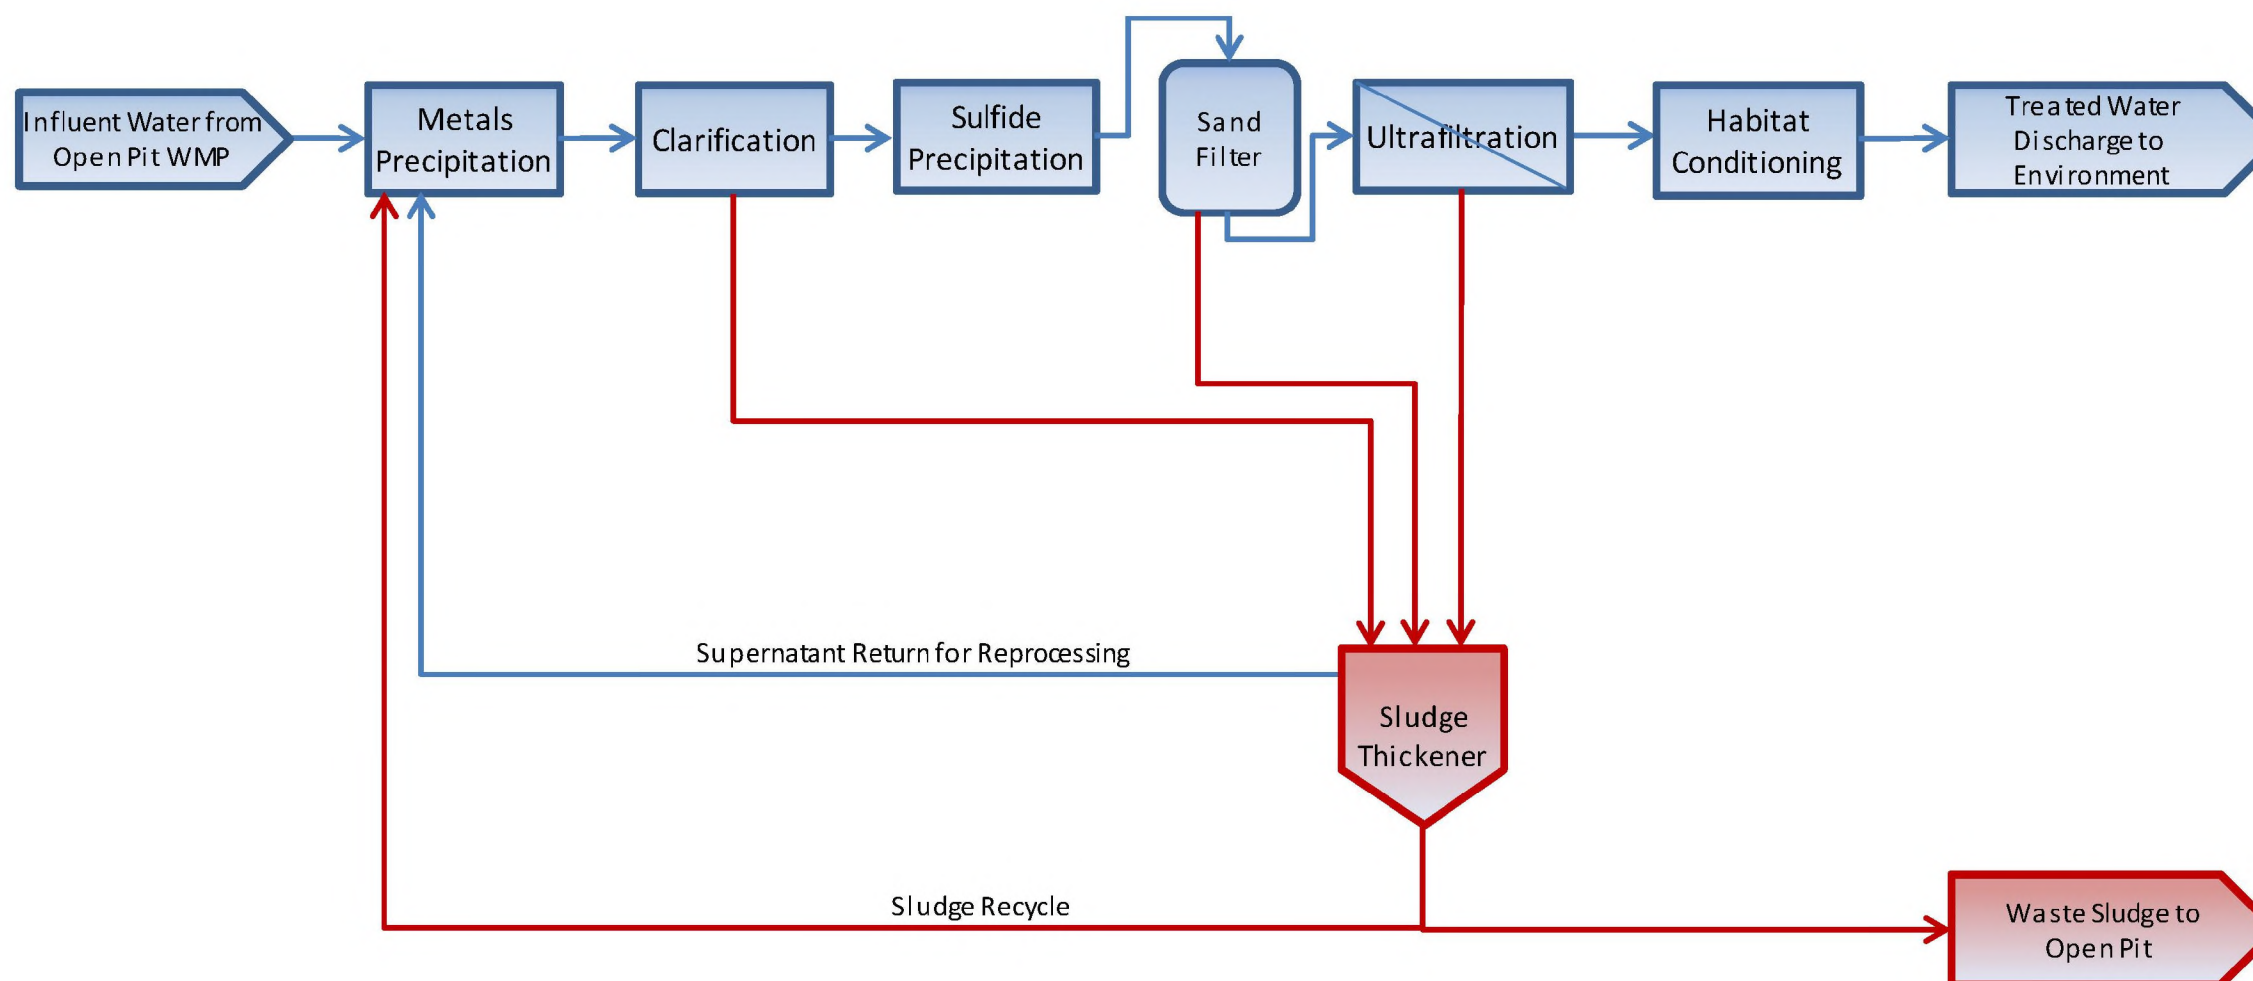 Influent Water from
Open Pit WMP
Metals
Precipitation
Clarification
Sulfide
Precipitation
Sand
Filter
Ultrafiltration
Habitat
Conditioning
Treated Water
Discharge to
Environment
Supernatant Return for Reprocessing
Sludge
Thickener
Sludge Recycle
Waste Sludge to
Open Pit